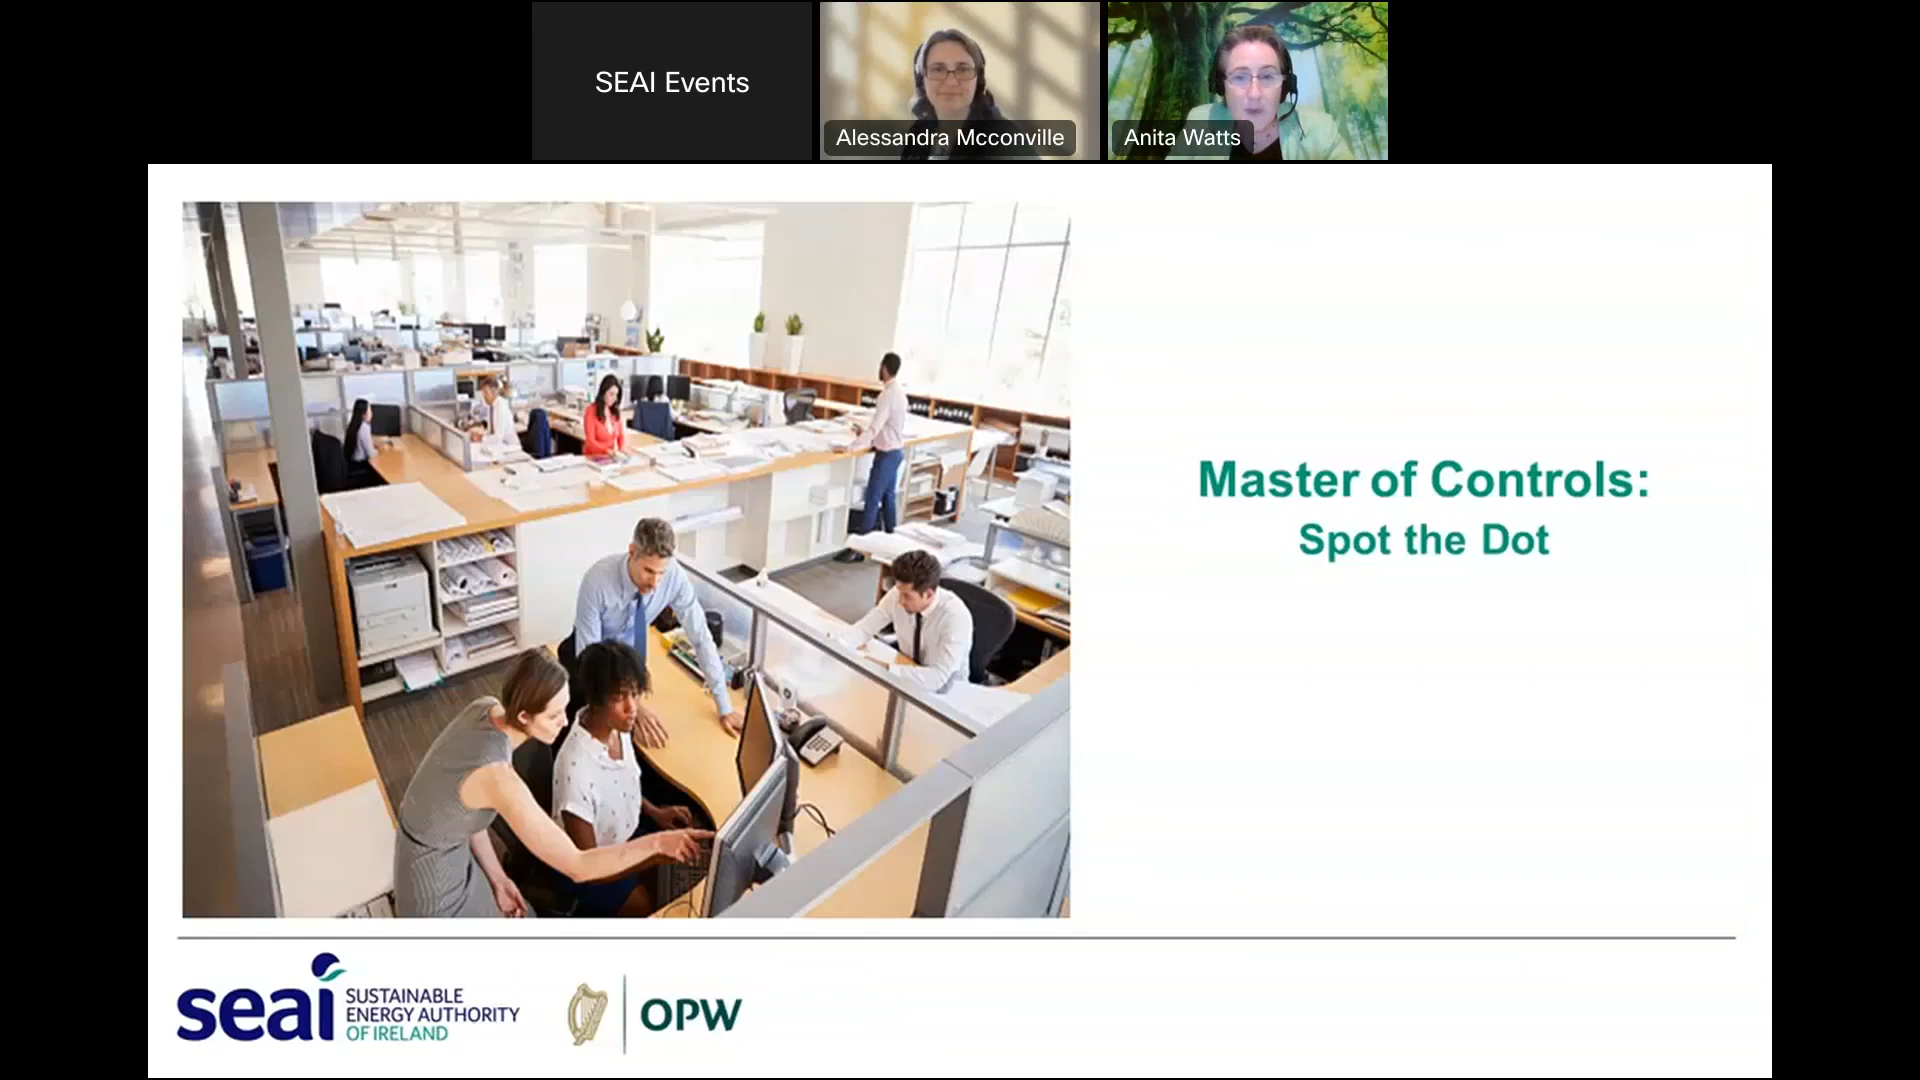 SEAI Events
Alessandra Mcconville
Anita Watts
Master of Controls:
Spot the Dot
seai
SUSTAINABLE
ENERGY AUTHORITY
OF IRELAND
OPW